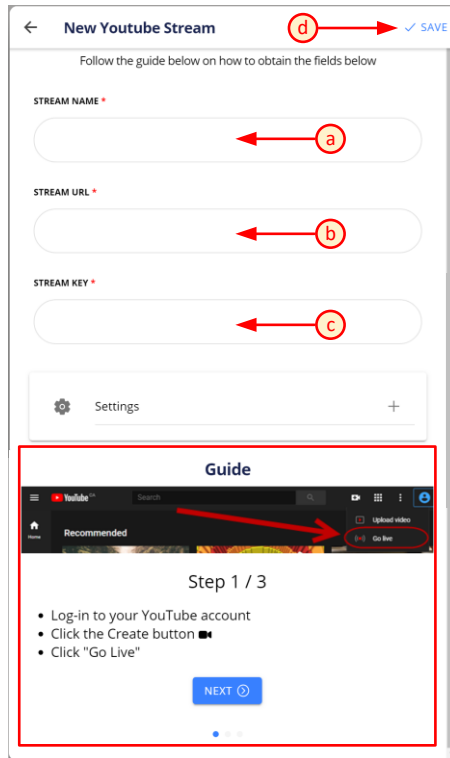 New Youtube Stream
d
SAVE
Follow the guide below on how to obtain the fields below
STREAM NAME *
a
STREAM URL *
b
STREAM KEY *
c
Settings
Guide
YouTube CA
Search
Upload video
Home
Recommended
Go live
Step 1 / 3
• Log-in to your YouTube account
• Click the Create button
• Click "Go Live"
NEXT